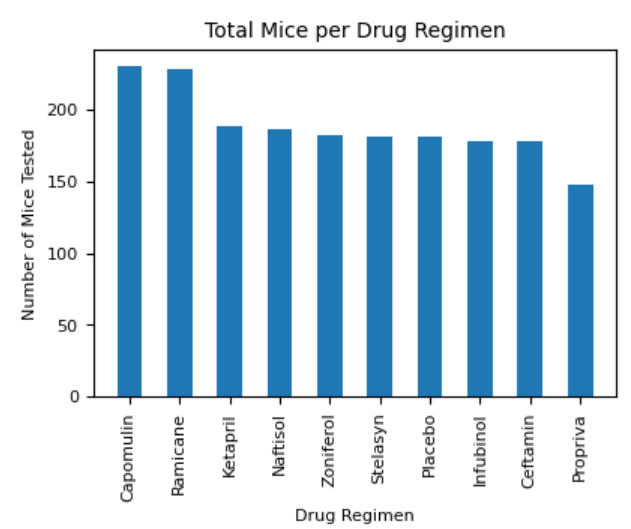 Total Mice per Drug Regimen
Number of Mice Tested
200
150
100
50
0
Capomulin
Ramicane
Ketapril
Naftisol
Zoniferol
Stelasyn
Placebo
Infubinol
Ceftamin
Propriva
Drug Regimen